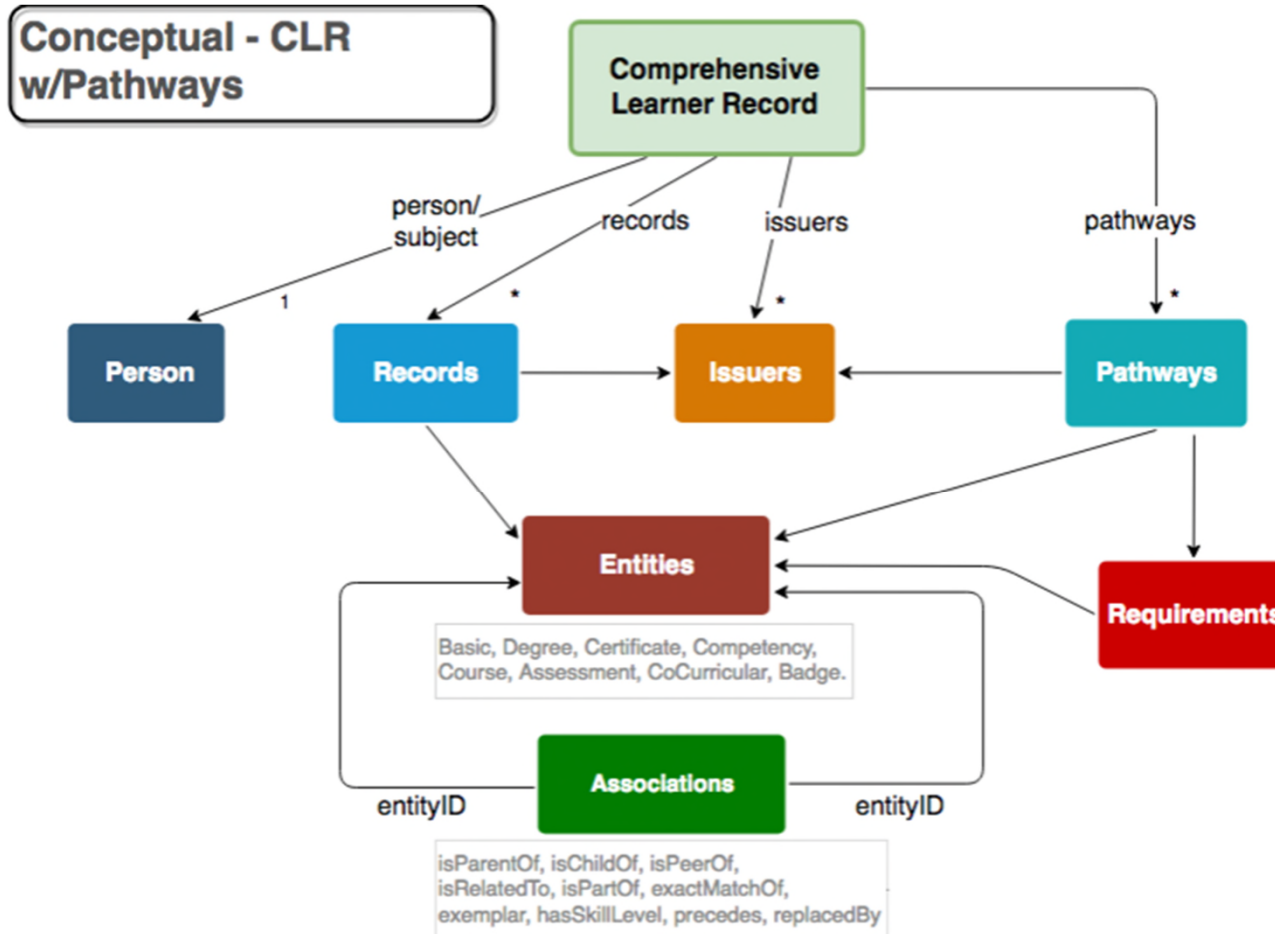 Conceptual - CLR
w/Pathways
Comprehensive
Learner Record
person/
subject
records
issuers
pathways
1
*
*
*
Person
Records
Issuers
Pathways
Entities
Requirements
Basic, Degree, Certificate, Competency,
Course, Assessment, CoCurricular, Badge.
Associations
entityID
entityID
isParentOf, isChildOf, isPeerOf,
isRelatedTo, isPartOf, exactMatchOf,
exemplar, hasSkillLevel, precedes, replacedBy